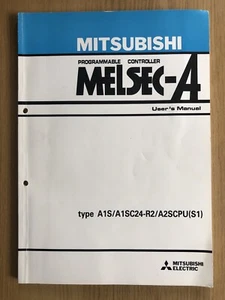 MITSUBISHI
PROGRAMMABLE CONTROLLER
MELSEC-A
User's Manual
type A1S/A1SC24-R2/A2SCPU(S1)
MITSUBISHI
ELECTRIC